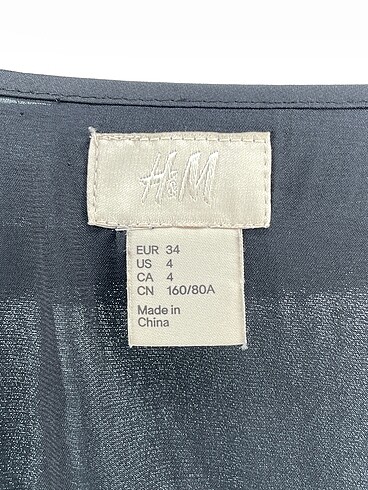 H&M
EUR 34
US 4
CA 4
CN 160/80A
Made in
China